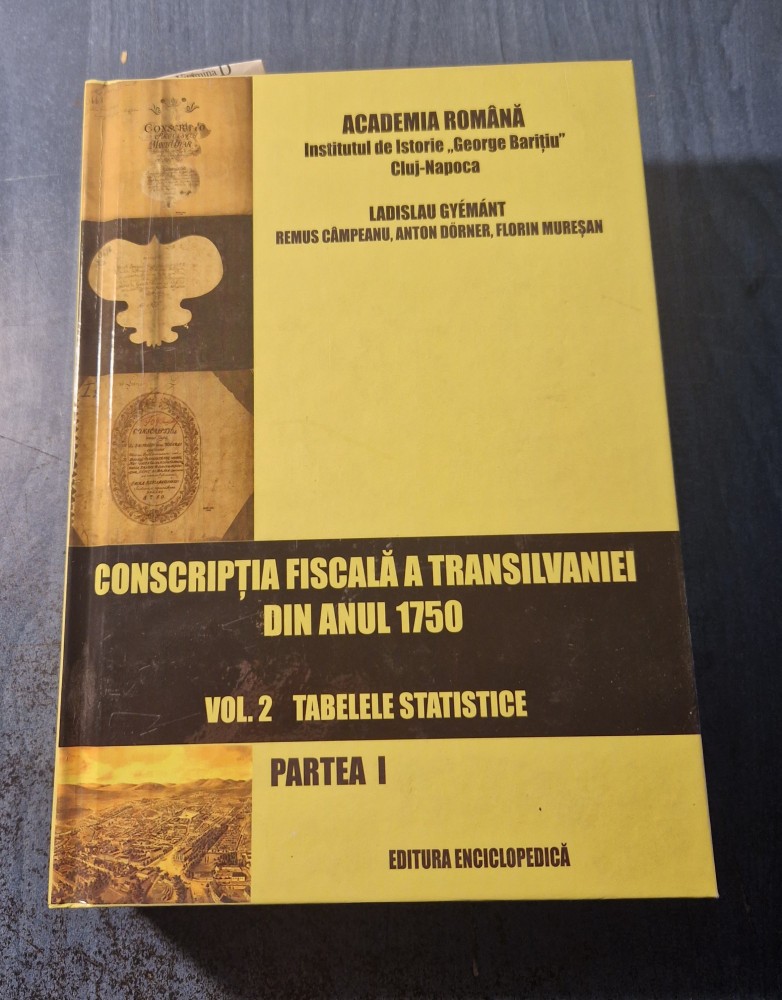 ACADEMIA ROMÂNĂ
Institutul de Istorie „George Barițiu”
Cluj-Napoca
LADISLAU GYÉMÁNT
REMUS CÂMPEANU, ANTON DÖRNER, FLORIN MUREȘAN
CONSCRIPȚIA FISCALĂ A TRANSILVANIEI
DIN ANUL 1750
VOL. 2 TABELELE STATISTICE
PARTEA I
EDITURA ENCICLOPEDICĂ